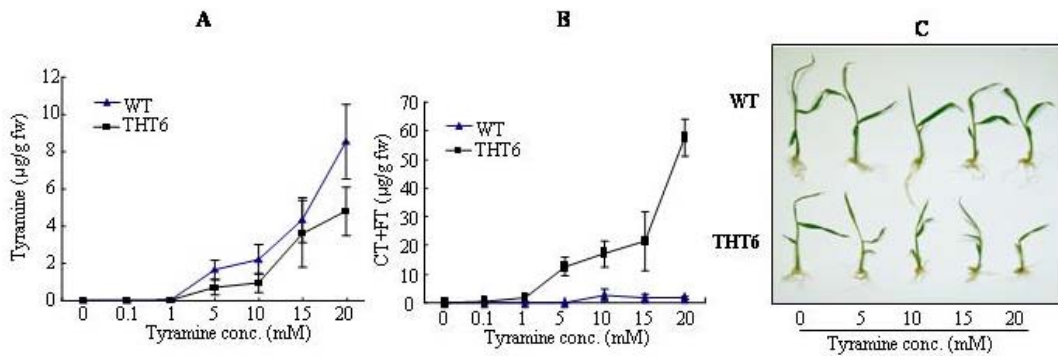 A
Tyramine (µg/g fw)
12
10
8
6
4
2
0
WT
THT6
0 0.1 1 5 10 15 20
Tyramine conc. (mM)
B
CT+FT (µg/g fw)
70
60
50
40
30
20
10
0
WT
THT6
0 0.1 1 5 10 15 20
Tyramine conc. (mM)
C
WT
THT6
0 5 10 15 20
Tyramine conc. (mM)